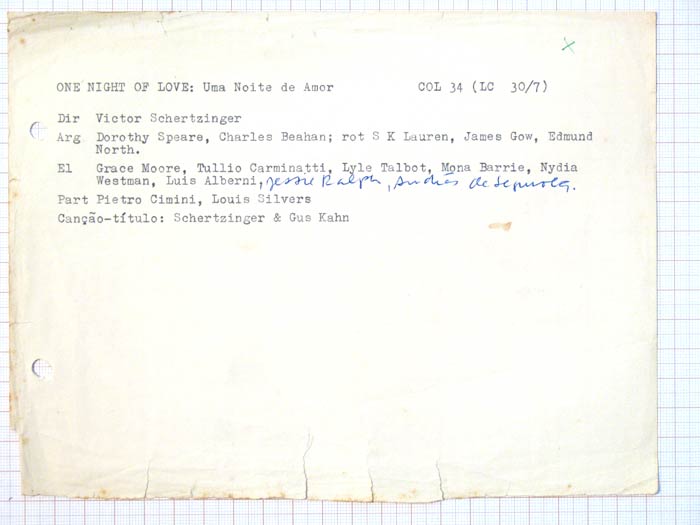 ONE NIGHT OF LOVE: Uma Noite de Amor COL 34 (LC 30/7)
Dir Victor Schertzinger
Arg Dorothy Speare, Charles Beahan; rot S K Lauren, James Gow, Edmund
North.
El Grace Moore, Tullio Carminatti, Lyle Talbot, Mona Barrie, Nydia
Westman, Luis Alberni, Jessie Ralph, Andrés de Segurola.
Part Pietro Cimini, Louis Silvers
Canção-título: Schertzinger & Gus Kahn